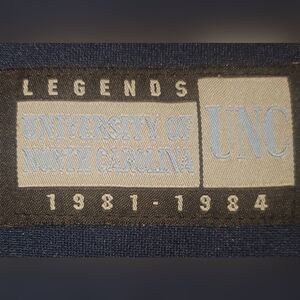 LEGENDS
UNIVERSITY OF
NORTH CAROLINA
UNC
1981-1984